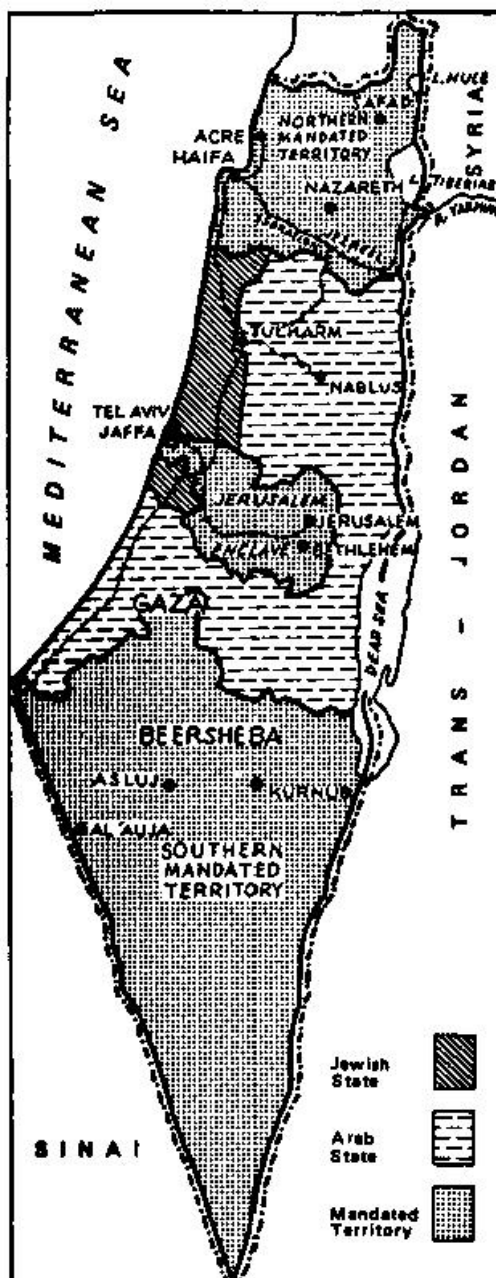 MEDITERRANEAN SEA
L. HULE
SAFAD
SYRIA
NORTHERN
MANDATED
TERRITORY
ACRE
HAIFA
L. TIBERIAS
NAZARETH
R. YARMUK
JEZREEL
TULKARM
NABLUS
TEL AVIV
JAFFA
JERUSALEM
ENCLAVE
JERUSALEM
BETHLEHEM
TRANS – JORDAN
DEAD SEA
GAZA
BEERSHEBA
ASLUJ
KURNUB
AL'AUJA
SOUTHERN
MANDATED
TERRITORY
SINAI
Jewish
State
Arab
State
Mandated
Territory